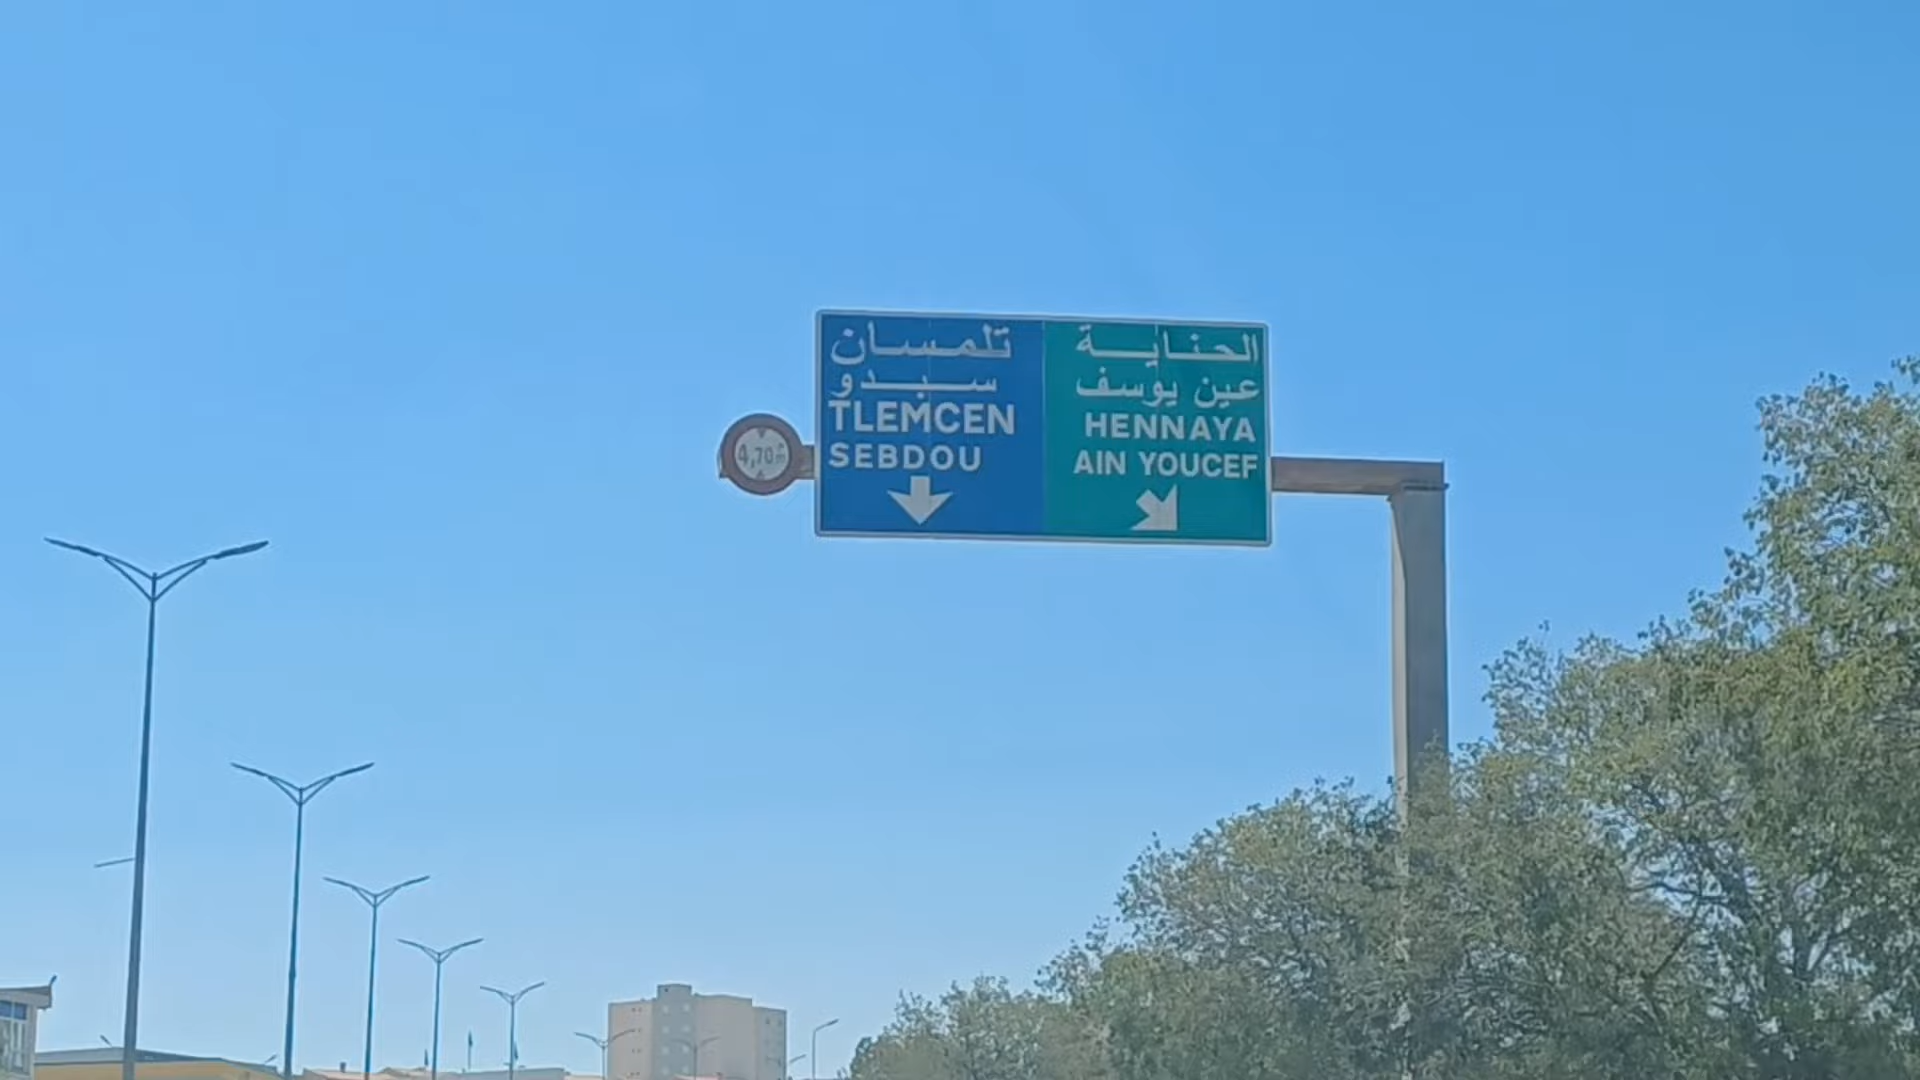 تلمسان
سبدو
TLEMCEN
SEBDOU
الحناية
عين يوسف
HENNAYA
AIN YOUCEF
4,70m